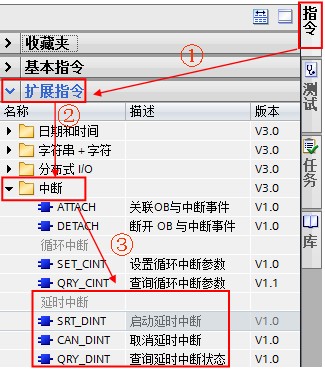 指令
①
收藏夹
基本指令
扩展指令
②
名称 描述 版本
日期和时间 V3.0
字符串 + 字符 V3.0
分布式 I/O V3.0
中断 V3.0
ATTACH 关联OB与中断事件 V1.0
DETACH 断开 OB 与中断事件 V1.0
循环中断
③
SET_CINT 设置循环中断参数 V1.0
QRY_CINT 查询循环中断参数 V1.1
延时中断
SRT_DINT 启动延时中断 V1.0
CAN_DINT 取消延时中断 V1.0
QRY_DINT 查询延时中断状态 V1.0
测试
任务
库